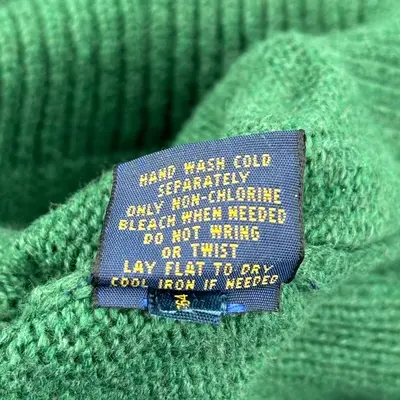 HAND WASH COLD
SEPARATELY
ONLY NON-CHLORINE
BLEACH WHEN NEEDED
DO NOT WRING
OR TWIST
LAY FLAT TO DRY
COOL IRON IF NEEDED